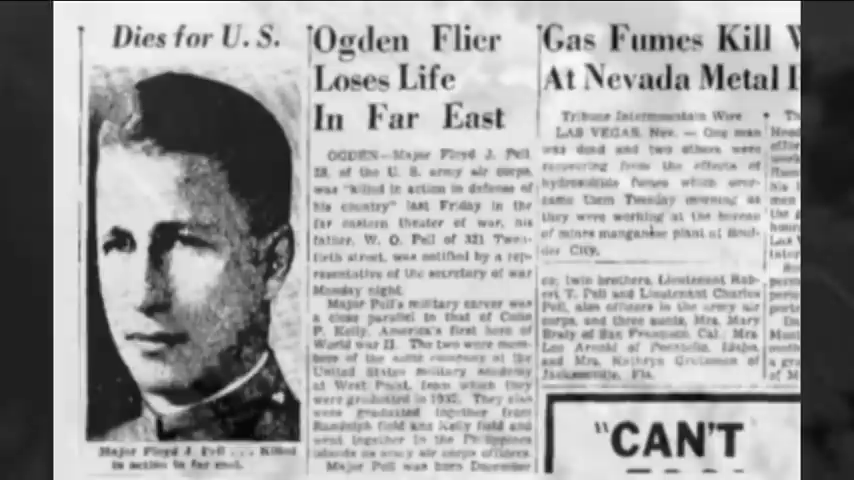 Dies for U. S.
Major Floyd J. Pell . . . Killed
in action in far east.
Ogden Flier
Loses Life
In Far East
OGDEN—Major Floyd J. Pell,
28, of the U. S. army air corps,
was "killed in action in defense of
his country" last Friday in the
far eastern theater of war, his
father, W. O. Pell of 321 Twen-
tieth street, was notified by a rep-
resentative of the secretary of war
Monday night.
Major Pell's military career was
a close parallel to that of Colin
P. Kelly, America's first hero of
World war II. The two were mem-
bers of the same company at the
United States military academy
at West Point, from which they
were graduated in 1937. They also
were graduated together from
Randolph field and Kelly field and
went together to the Philippine
islands as army air corps officers.
Major Pell was born December
Gas Fumes Kill
At Nevada Metal
Tribune Intermountain Wire
LAS VEGAS, Nev. — One man
was dead and two others were
recovering from the effects of
fumes which over-
came them Tuesday morning as
they were working at the bureau
of mines manganese plant at Boul-
der City.
twin brothers, Lieutenant Rob-
ert T. Pell and Lieutenant Charles
Pell, also officers in the army air
corps, and three aunts, Mrs. Mary
of San Francisco, Cal.; Mrs.
Leo Arnold of Pocatello, Idaho,
and Mrs. Kathryn of
Jacksonville, Fla.
"CAN'T